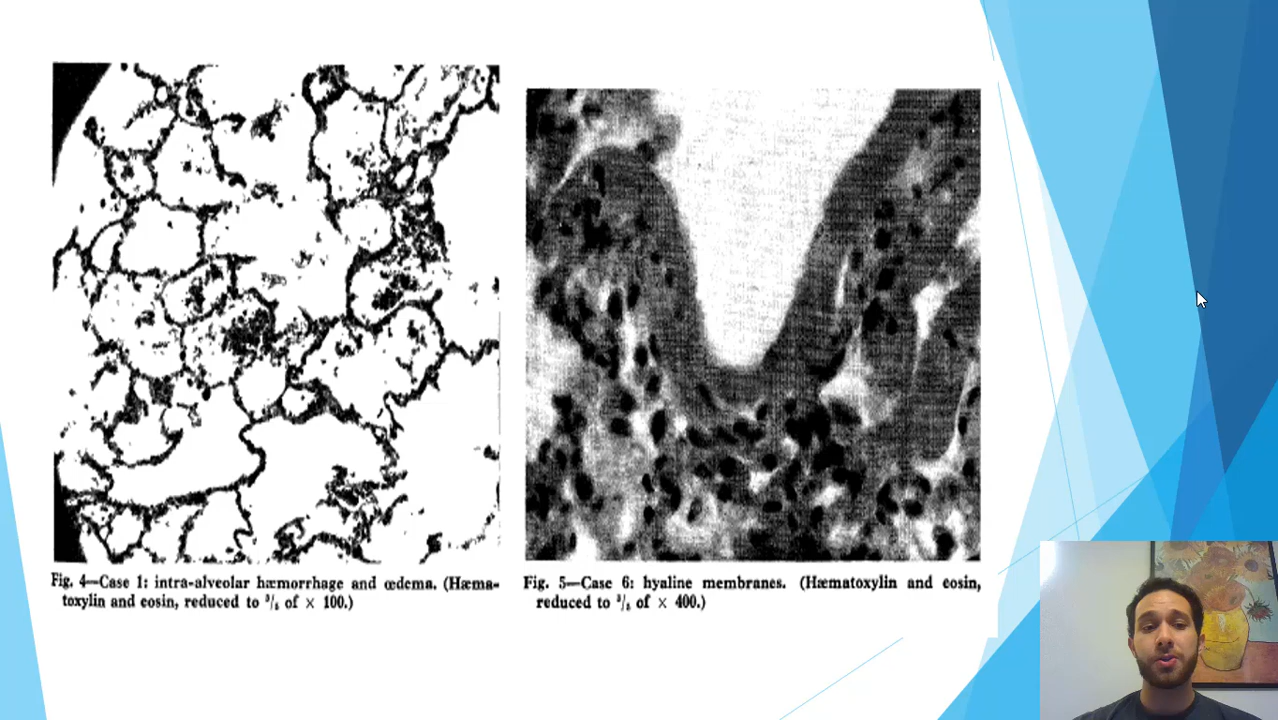 Fig. 4—Case 1: intra-alveolar hæmorrhage and œdema. (Hæma-
toxylin and eosin, reduced to ³/₅ of × 100.)
Fig. 5—Case 6: hyaline membranes. (Hæmatoxylin and eosin,
reduced to ³/₅ of × 400.)